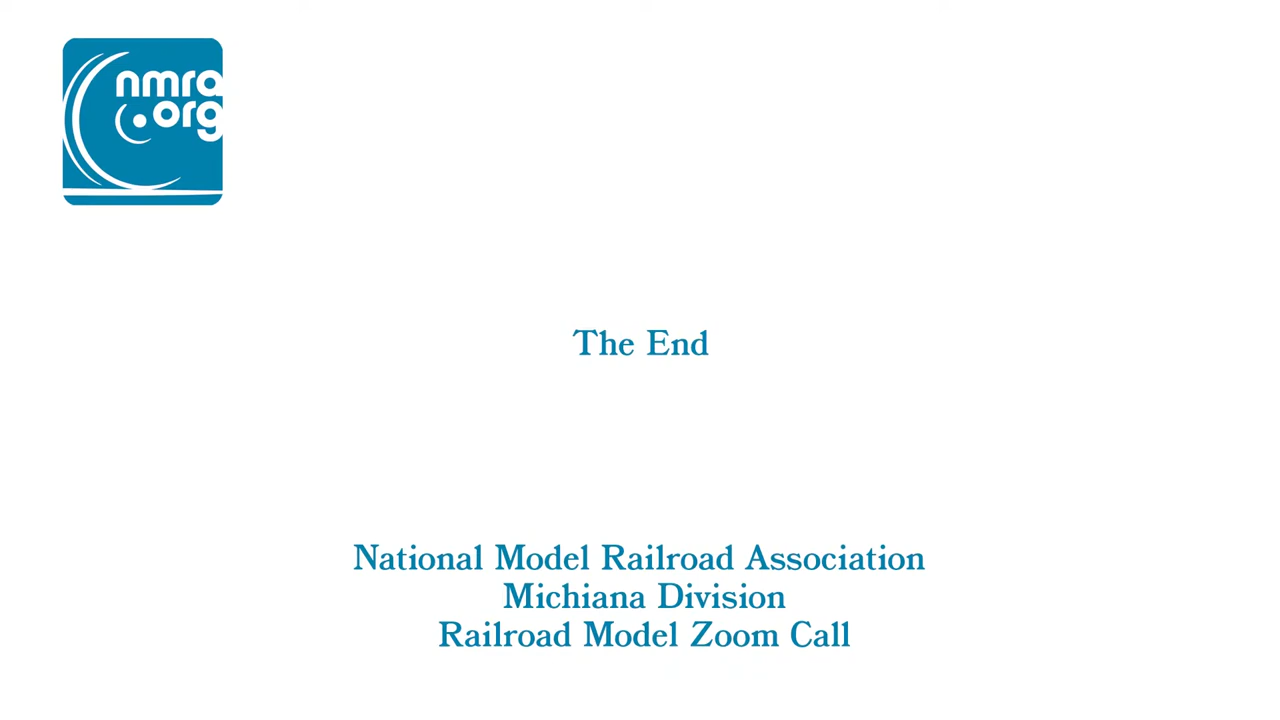 nmra
.org
The End
National Model Railroad Association
Michiana Division
Railroad Model Zoom Call